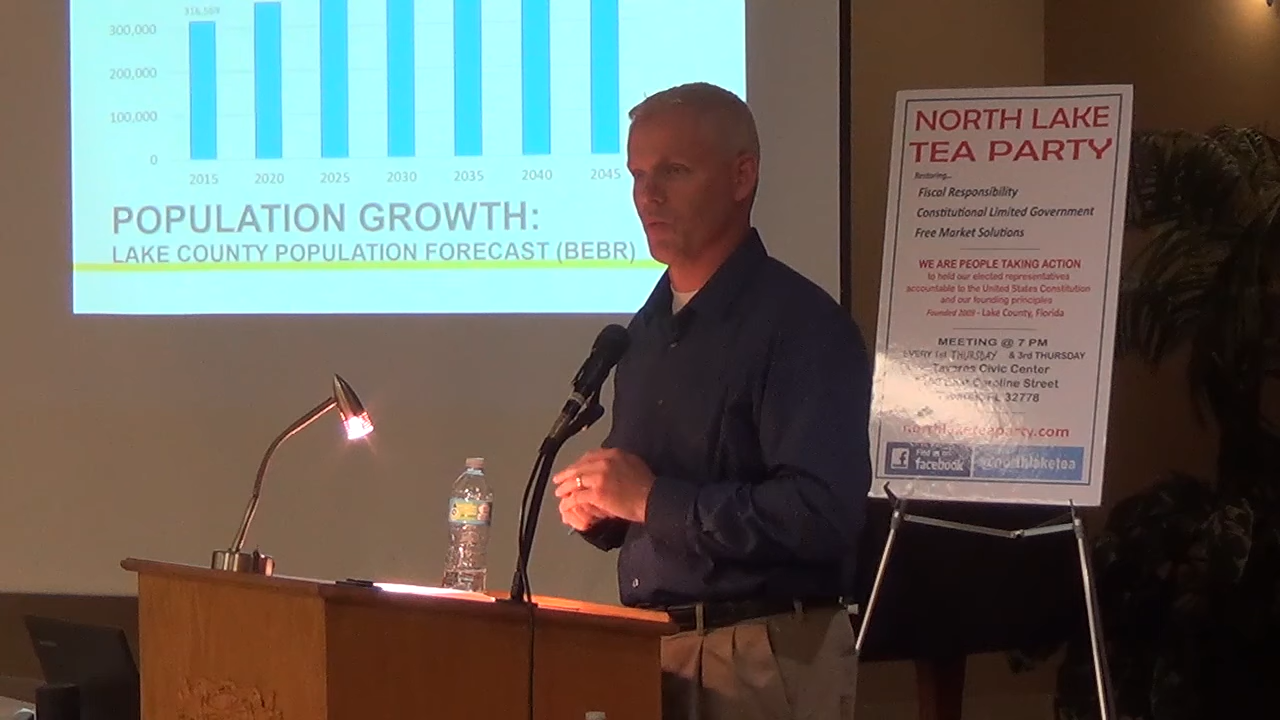 316,569
300,000
200,000
100,000
0
2015 2020 2025 2030 2035 2040 2045
POPULATION GROWTH:
LAKE COUNTY POPULATION FORECAST (BEBR)
NORTH LAKE
TEA PARTY
Restoring...
Fiscal Responsibility
Constitutional Limited Government
Free Market Solutions
WE ARE PEOPLE TAKING ACTION
to hold our elected representatives
accountable to the United States Constitution
and our founding principles
Founded 2009 - Lake County, Florida
MEETING @ 7 PM
EVERY 1st THURSDAY & 3rd THURSDAY
Tavares Civic Center
Caroline Street
FL 32778
northlaketeaparty.com
Find us on
facebook
@northlaketea